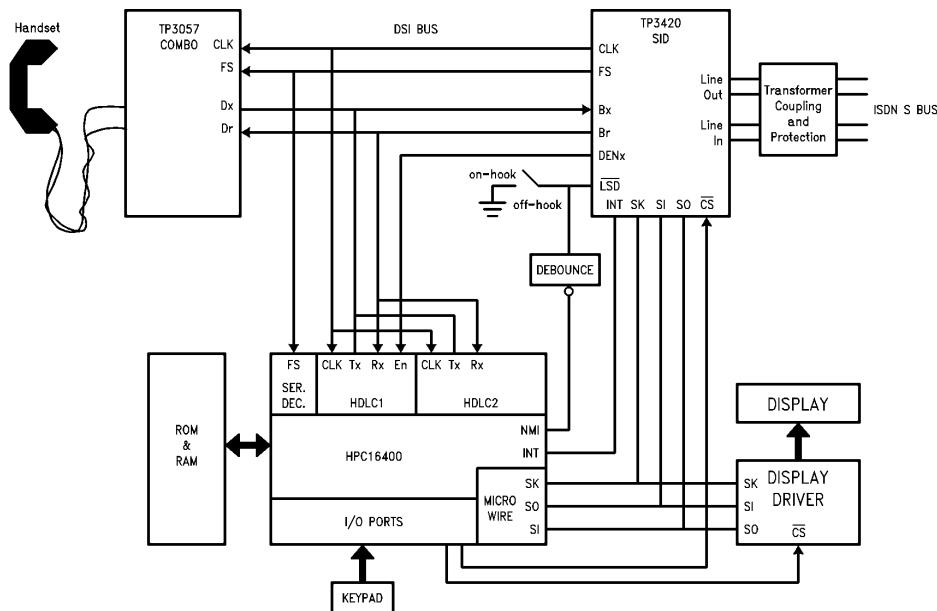 Handset
TP3057
COMBO
CLK
FS
Dx
Dr
DSI BUS
TP3420
SID
CLK
FS
Bx
Br
DENx
LSD
INT SK SI SO CS
Line
Out
Line
In
Transformer
Coupling
and
Protection
ISDN S BUS
on-hook
off-hook
DEBOUNCE
ROM
&
RAM
FS
SER.
DEC.
CLK Tx Rx En
HDLC1
CLK Tx Rx
HDLC2
NMI
INT
HPC16400
MICRO
WIRE
SK
SO
SI
I/O PORTS
KEYPAD
DISPLAY
DISPLAY
DRIVER
SK
SI
SO
CS